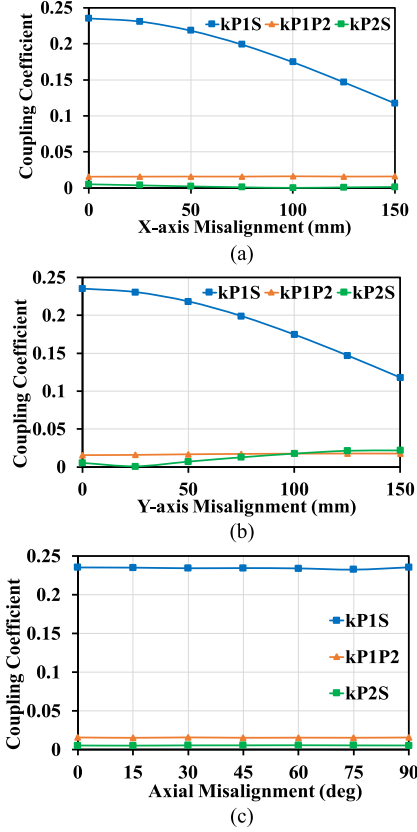 0.25
kP1S kP1P2 kP2S
0.2
0.15
0.1
0.05
0
Coupling Coefficient
0 50 100 150
X-axis Misalignment (mm)
(a)
0.25
kP1S kP1P2 kP2S
0.2
0.15
0.1
0.05
0
Coupling Coefficient
0 50 100 150
Y-axis Misalignment (mm)
(b)
0.25
0.2
0.15
0.1
0.05
0
Coupling Coefficient
kP1S
kP1P2
kP2S
0 15 30 45 60 75 90
Axial Misalignment (deg)
(c)